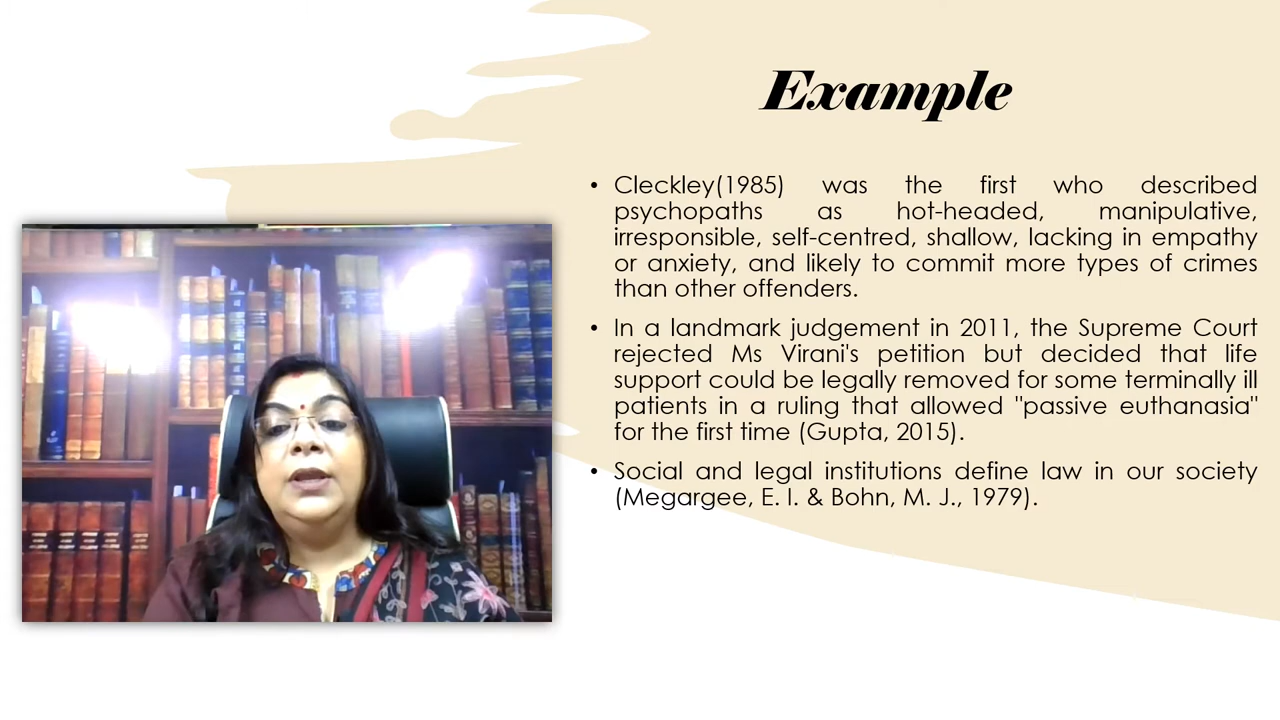 Example
• Cleckley(1985) was the first who described
psychopaths as hot-headed, manipulative,
irresponsible, self-centred, shallow, lacking in empathy
or anxiety, and likely to commit more types of crimes
than other offenders.
• In a landmark judgement in 2011, the Supreme Court
rejected Ms Virani's petition but decided that life
support could be legally removed for some terminally ill
patients in a ruling that allowed "passive euthanasia"
for the first time (Gupta, 2015).
• Social and legal institutions define law in our society
(Megargee, E. I. & Bohn, M. J., 1979).